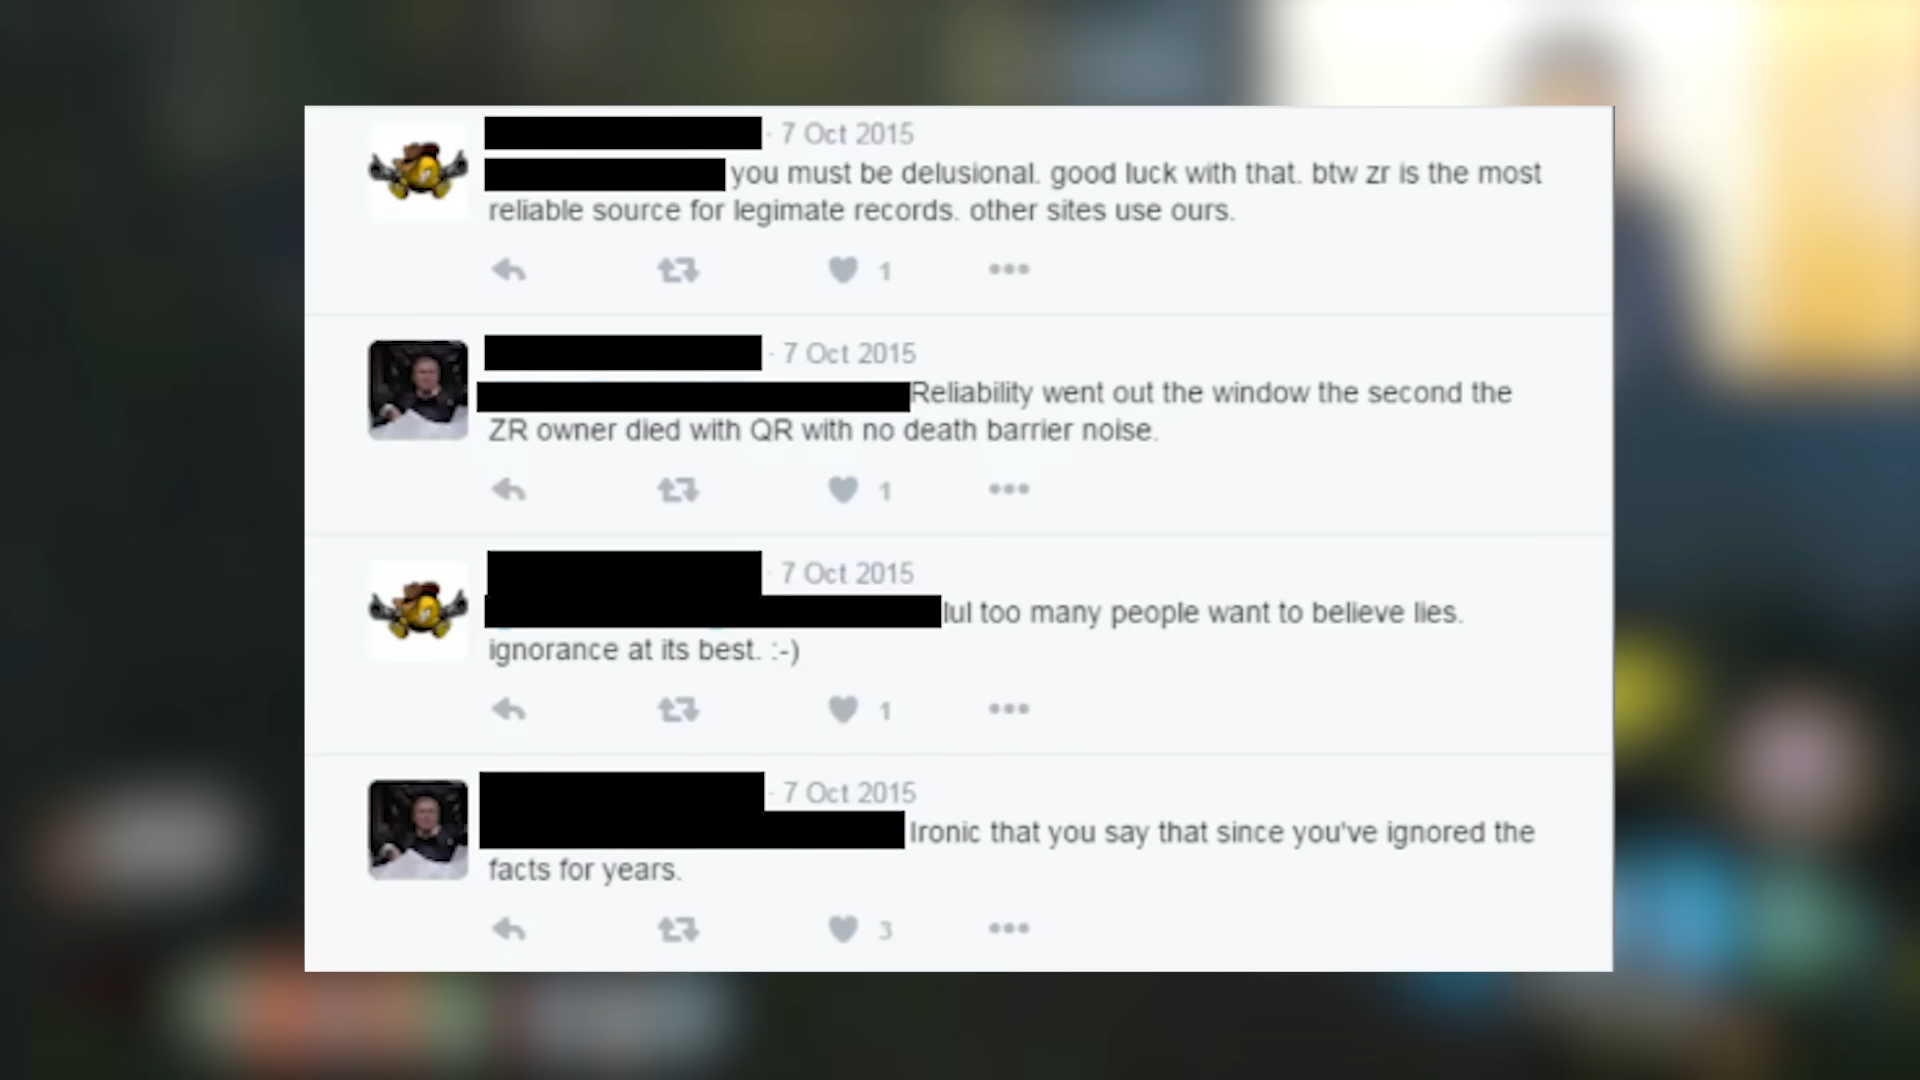 · 7 Oct 2015
you must be delusional. good luck with that. btw zr is the most
reliable source for legimate records. other sites use ours.
1
· 7 Oct 2015
Reliability went out the window the second the
ZR owner died with QR with no death barrier noise.
1
· 7 Oct 2015
lul too many people want to believe lies.
ignorance at its best. :-)
1
· 7 Oct 2015
Ironic that you say that since you've ignored the
facts for years.
3